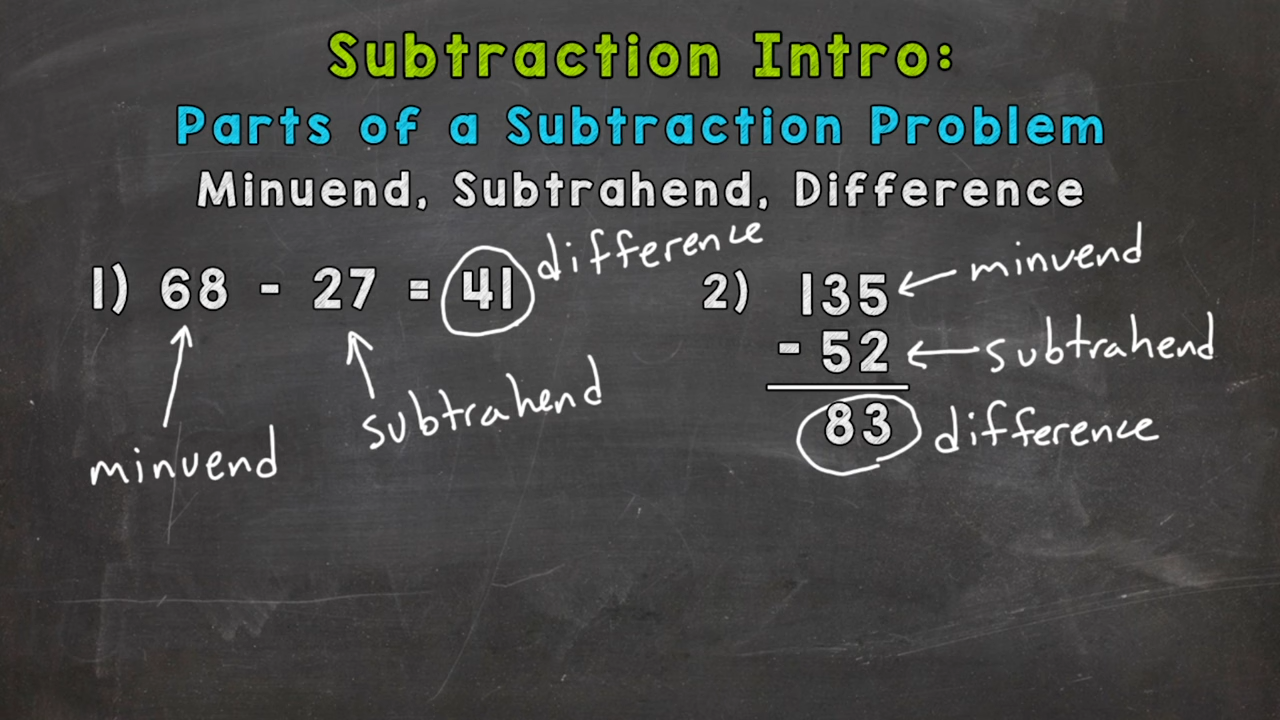 Subtraction Intro:
Parts of a Subtraction Problem
Minuend, Subtrahend, Difference
1) 68 - 27 = 41 difference
minuend
subtrahend
2) 135 minuend
- 52 subtrahend
83 difference